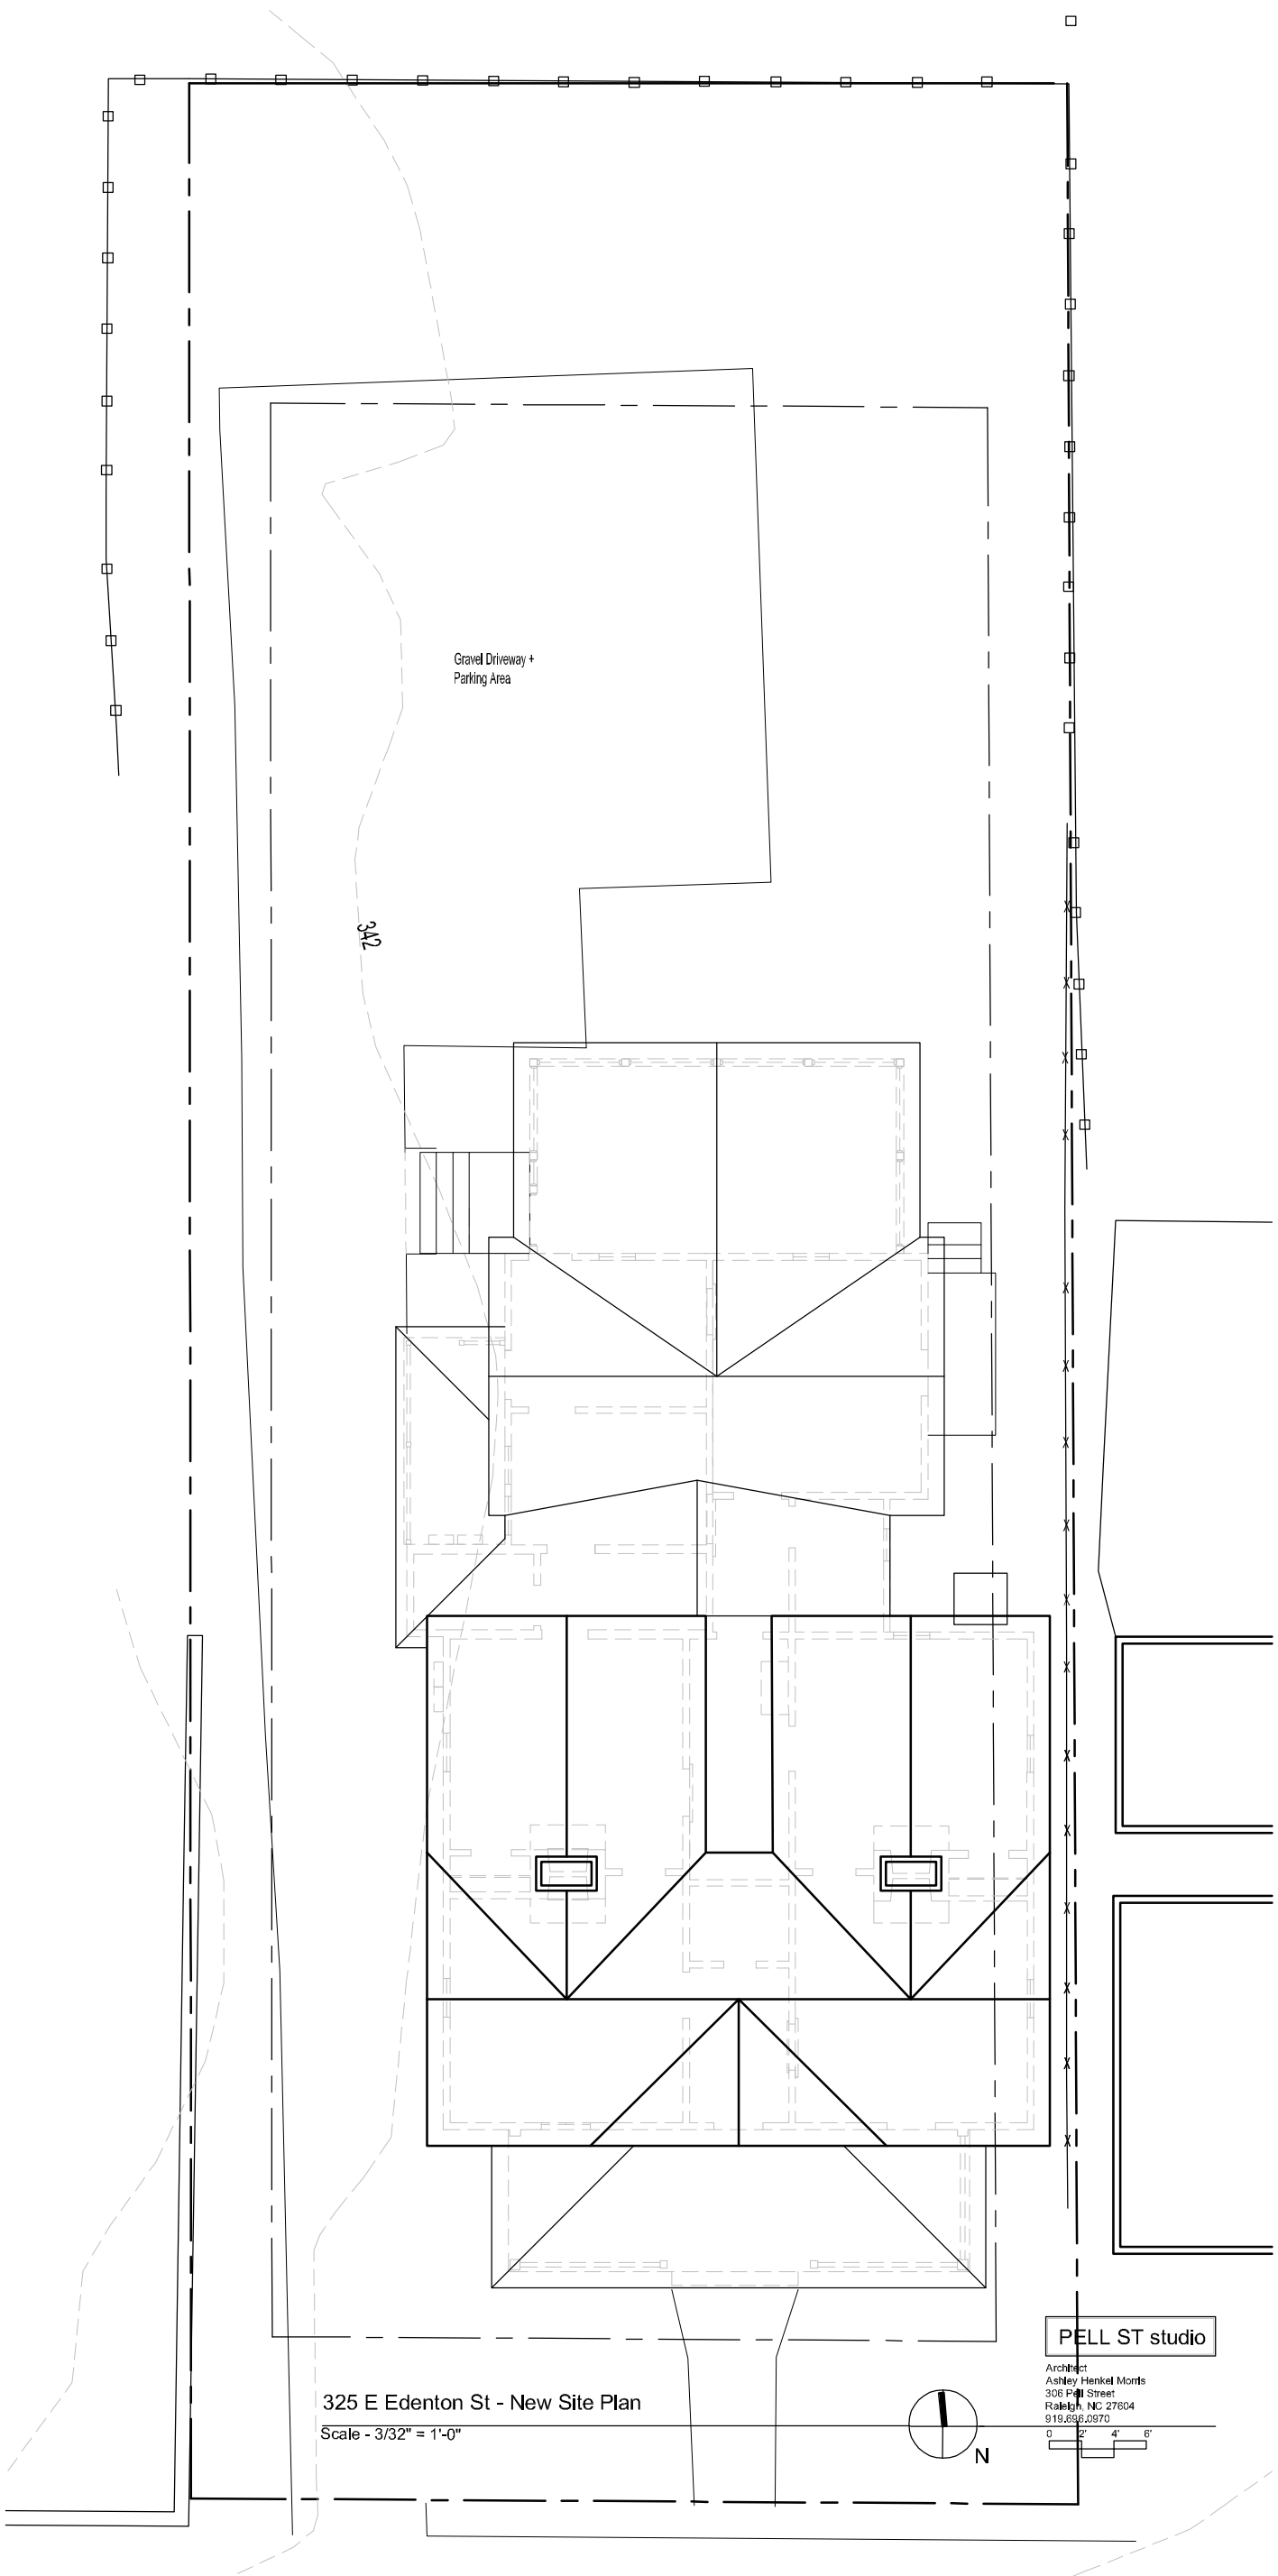 Gravel Driveway +
Parking Area
342
PELL ST studio
Architect
Ashley Henkel Morris
306 Pell Street
Raleigh, NC 27604
919.696.0970
0 2' 4' 6'
325 E Edenton St - New Site Plan
Scale - 3/32" = 1'-0"
N